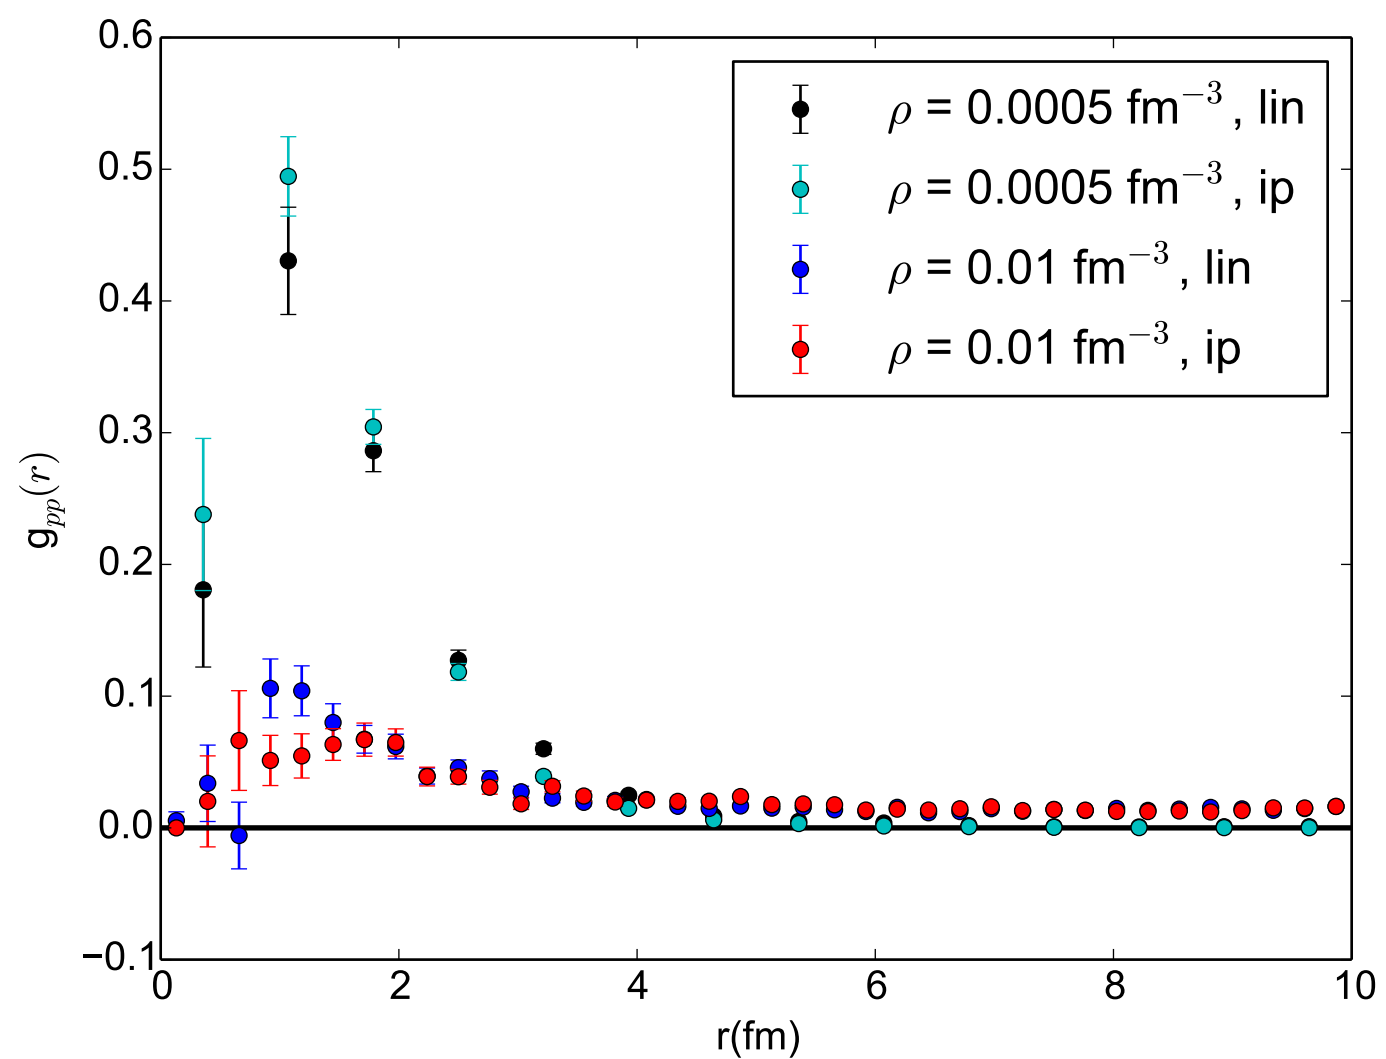 0.6
0.5
0.4
0.3
0.2
0.1
0.0
−0.1
0
2
4
6
8
10
r(fm)
g_{pp}(r)
ρ = 0.0005 fm^{−3} , lin
ρ = 0.0005 fm^{−3} , ip
ρ = 0.01 fm^{−3} , lin
ρ = 0.01 fm^{−3} , ip